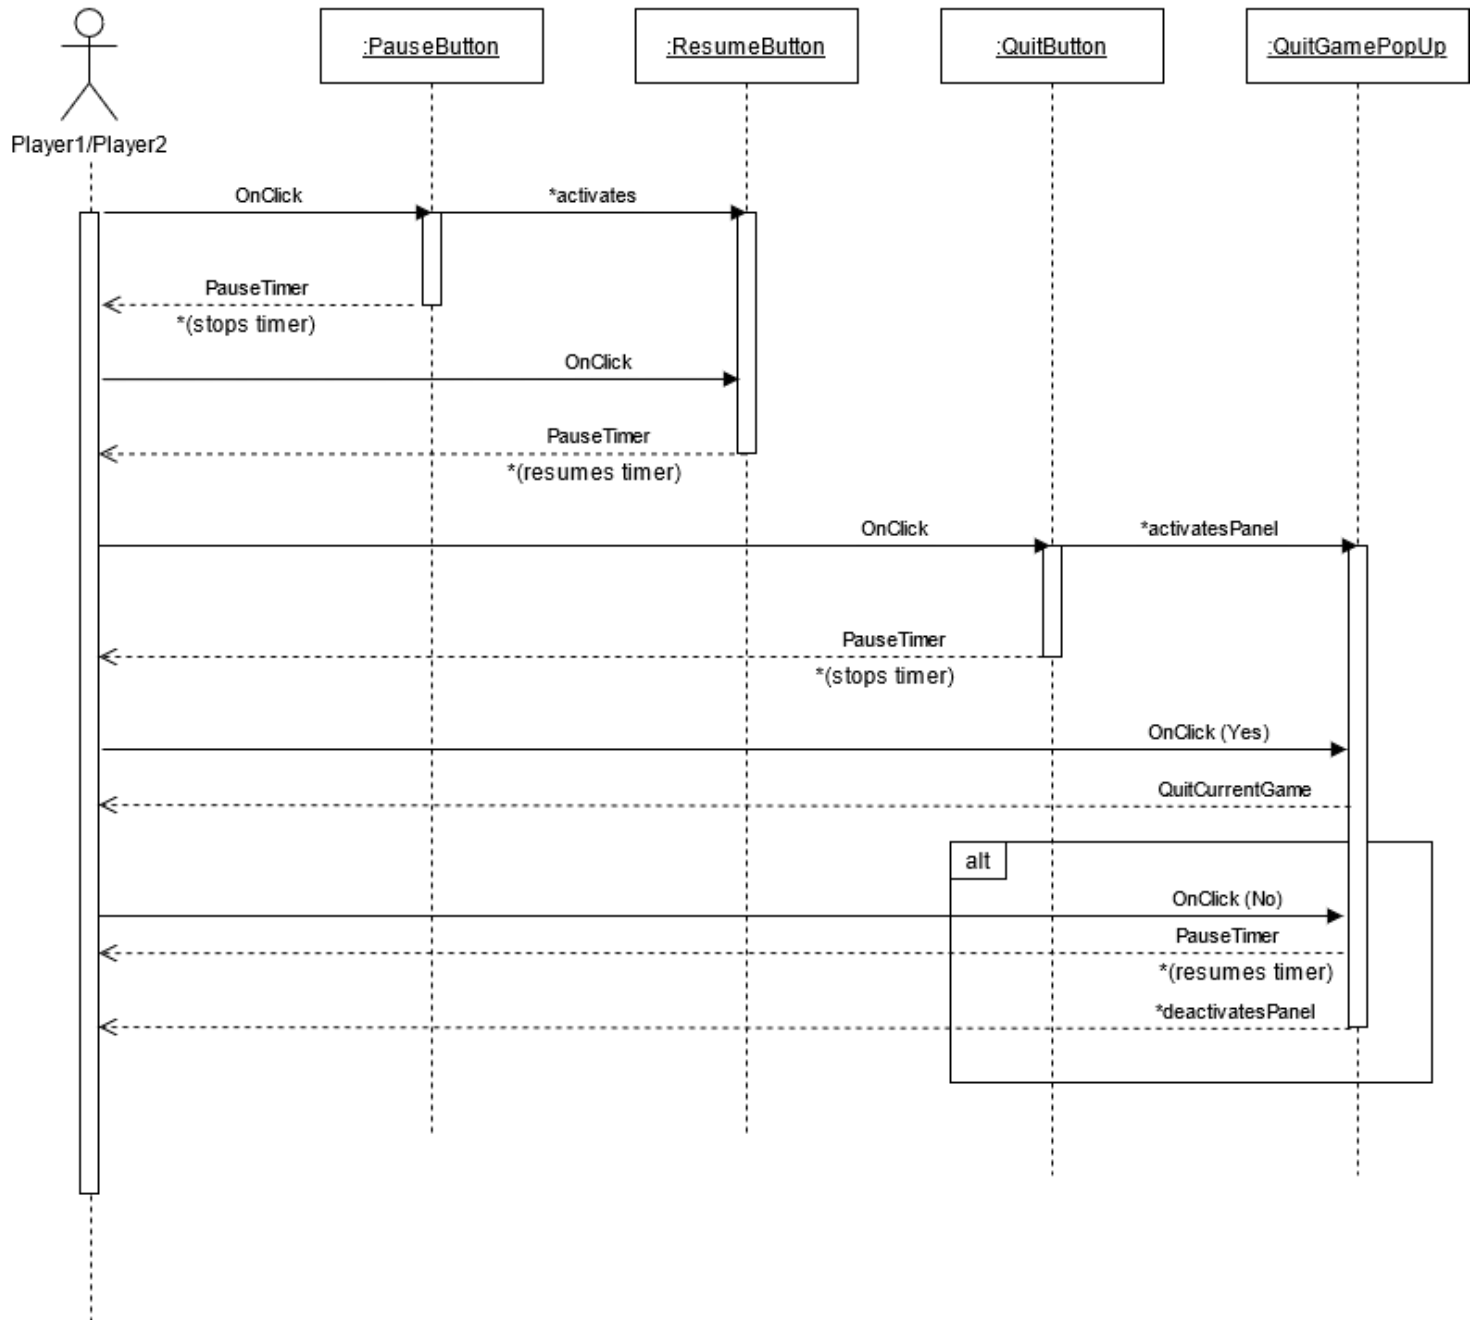 :PauseButton
:ResumeButton
:QuitButton
:QuitGamePopUp
Player1/Player2
OnClick
*activates
PauseTimer
*(stops timer)
OnClick
PauseTimer
*(resumes timer)
OnClick
*activatesPanel
PauseTimer
*(stops timer)
OnClick (Yes)
QuitCurrentGame
alt
OnClick (No)
PauseTimer
*(resumes timer)
*deactivatesPanel